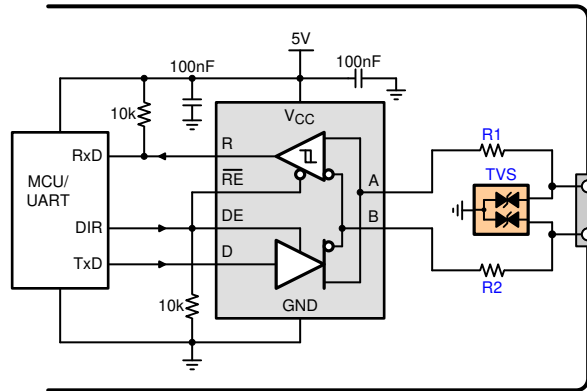 5V
100nF
100nF
10k
VCC
R1
RxD
R
TVS
MCU/
UART
RE
A
DIR
DE
B
TxD
D
10k
GND
R2